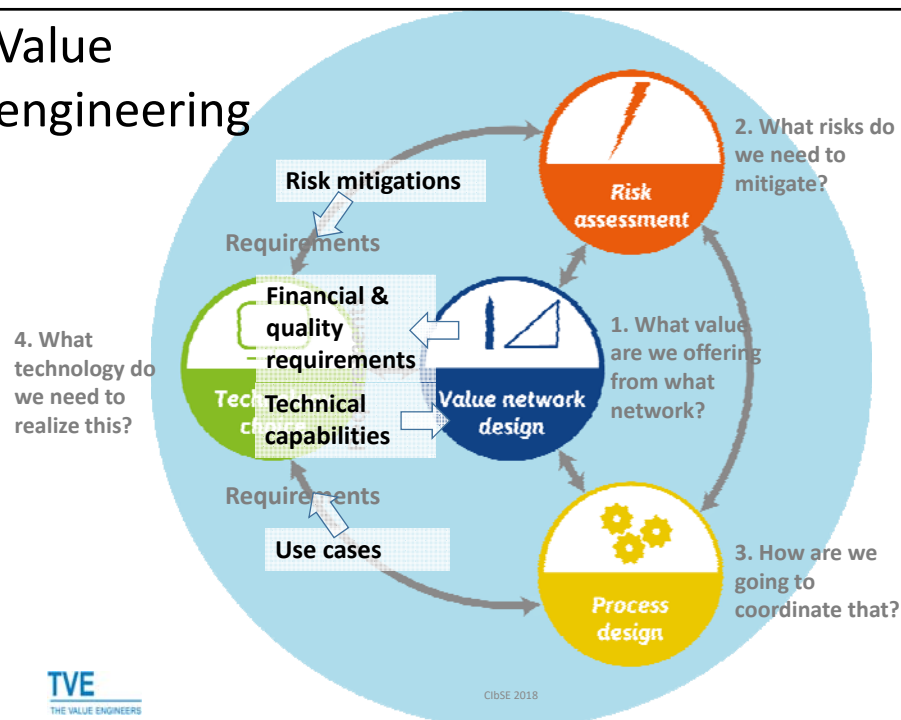 Value
engineering
2. What risks do
we need to
mitigate?
Risk mitigations
Risk
assessment
Requirements
Financial &
quality
requirements
1. What value
are we offering
from what
network?
4. What
technology do
we need to
realize this?
Technical
capabilities
Value network
design
Requirements
Use cases
3. How are we
going to
coordinate that?
Process
design
TVE
THE VALUE ENGINEERS
CIbSE 2018